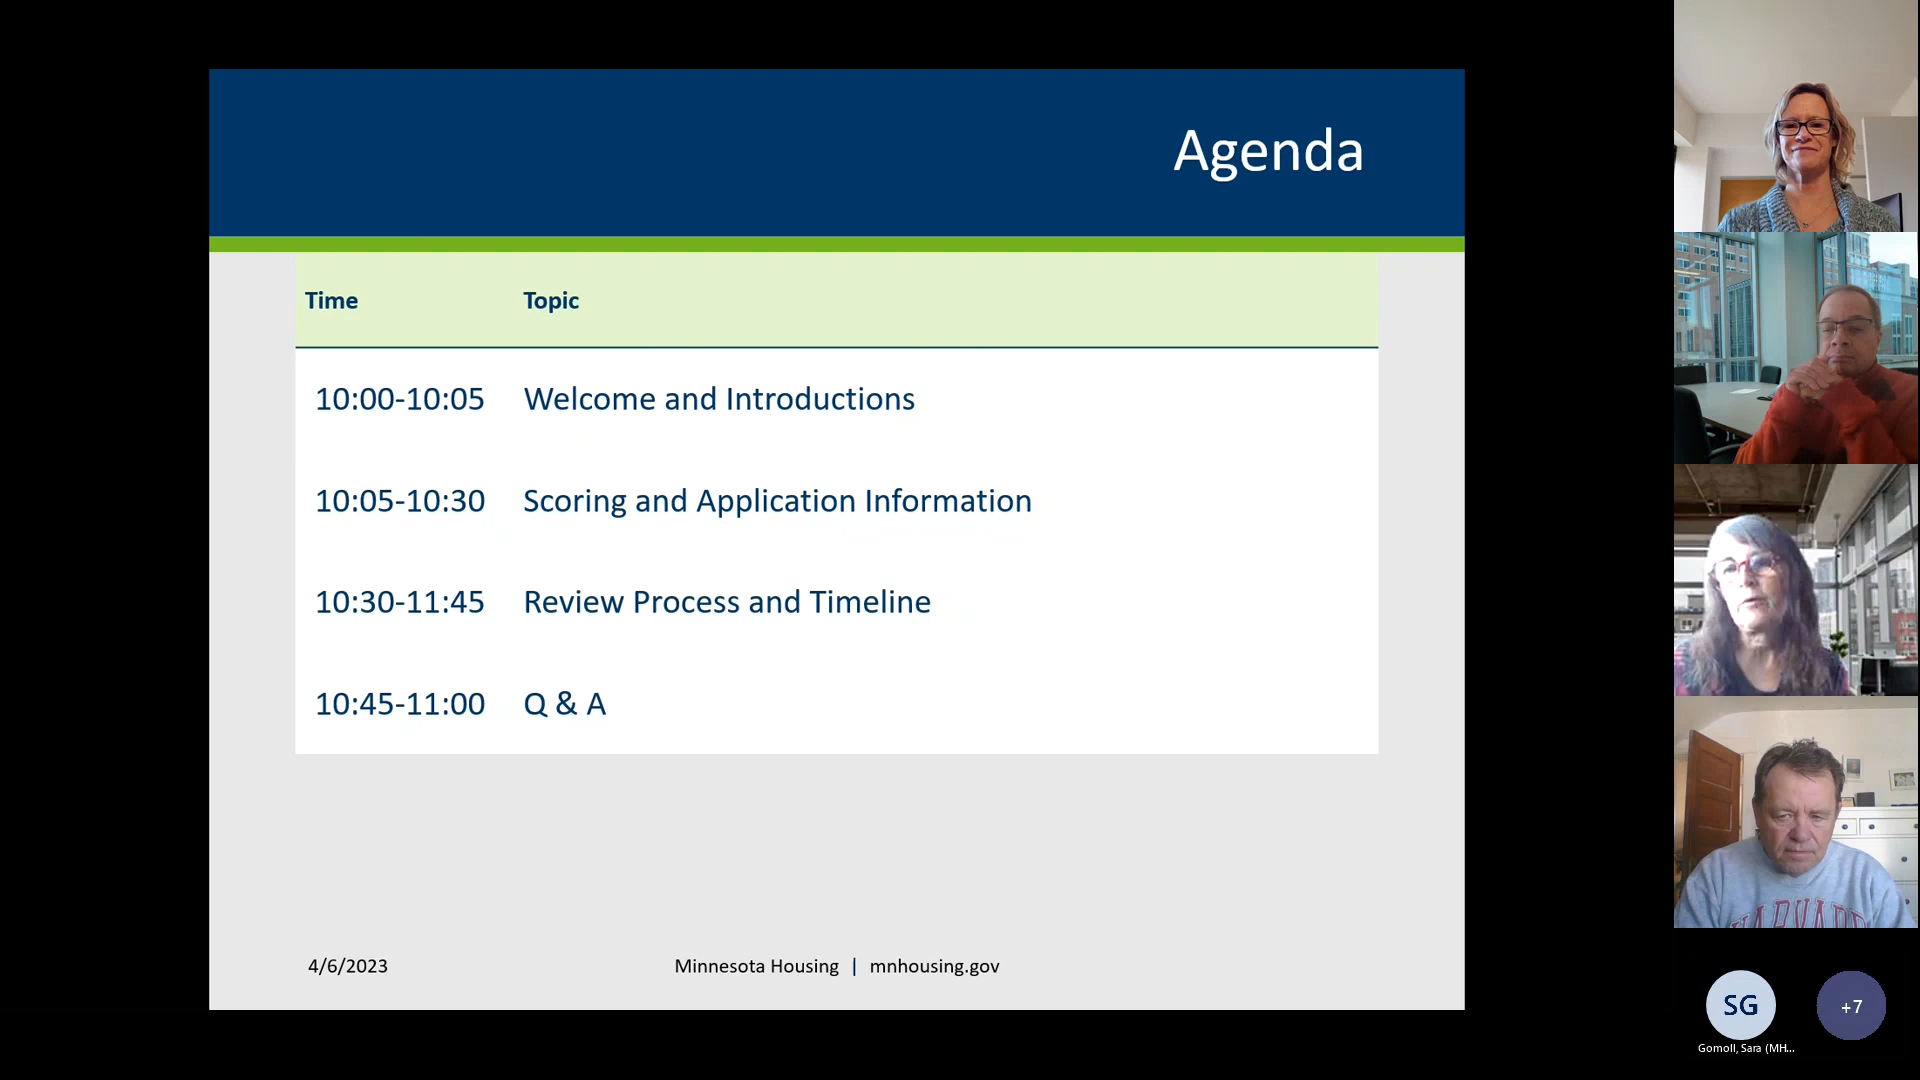 Agenda
Time Topic
10:00-10:05 Welcome and Introductions
10:05-10:30 Scoring and Application Information
10:30-11:45 Review Process and Timeline
10:45-11:00 Q & A
4/6/2023 Minnesota Housing | mnhousing.gov
HARVARD
SG +7
Gomoll, Sara (MH...